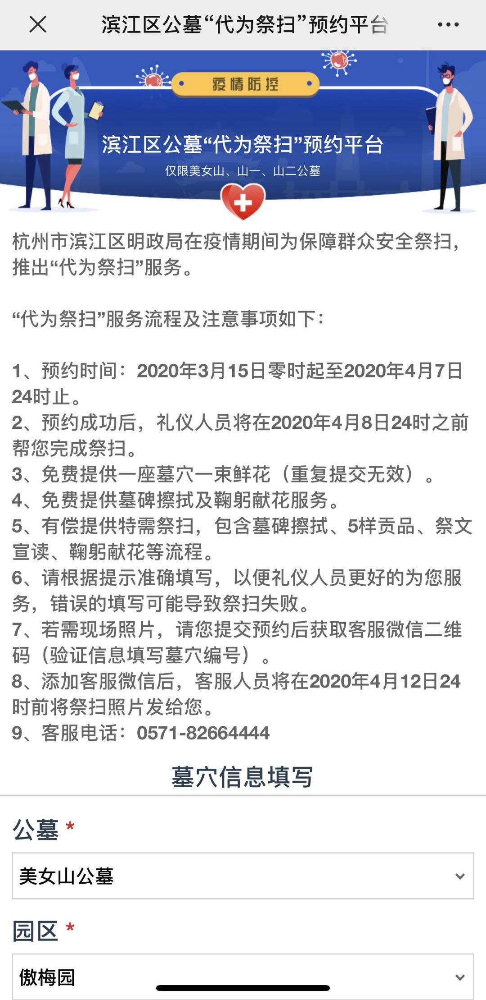 滨江区公墓“代为祭扫”预约平台
疫情防控
滨江区公墓“代为祭扫”预约平台
仅限美女山、山一、山二公墓
杭州市滨江区明政局在疫情期间为保障群众安全祭扫，
推出“代为祭扫”服务。
“代为祭扫”服务流程及注意事项如下：
1、预约时间：2020年3月15日零时起至2020年4月7日
24时止。
2、预约成功后，礼仪人员将在2020年4月8日24时之前
帮您完成祭扫。
3、免费提供一座墓穴一束鲜花（重复提交无效）。
4、免费提供墓碑擦拭及鞠躬献花服务。
5、有偿提供特需祭扫，包含墓碑擦拭、5样贡品、祭文
宣读、鞠躬献花等流程。
6、请根据提示准确填写，以便礼仪人员更好的为您服
务，错误的填写可能导致祭扫失败。
7、若需现场照片，请您提交预约后获取客服微信二维
码（验证信息填写墓穴编号）。
8、添加客服微信后，客服人员将在2020年4月12日24
时前将祭扫照片发给您。
9、客服电话：0571-82664444
墓穴信息填写
公墓 *
美女山公墓
园区 *
傲梅园